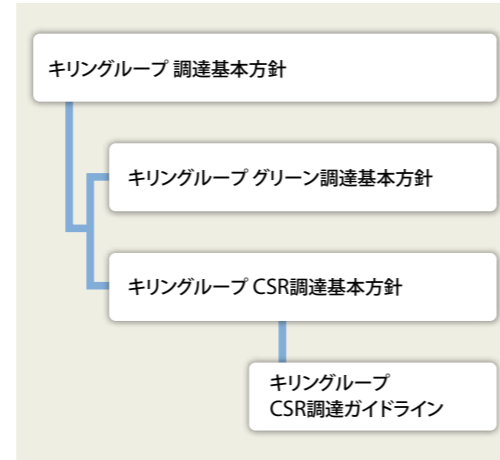 キリングループ 調達基本方針
キリングループ グリーン調達基本方針
キリングループ CSR調達基本方針
キリングループ
CSR調達ガイドライン